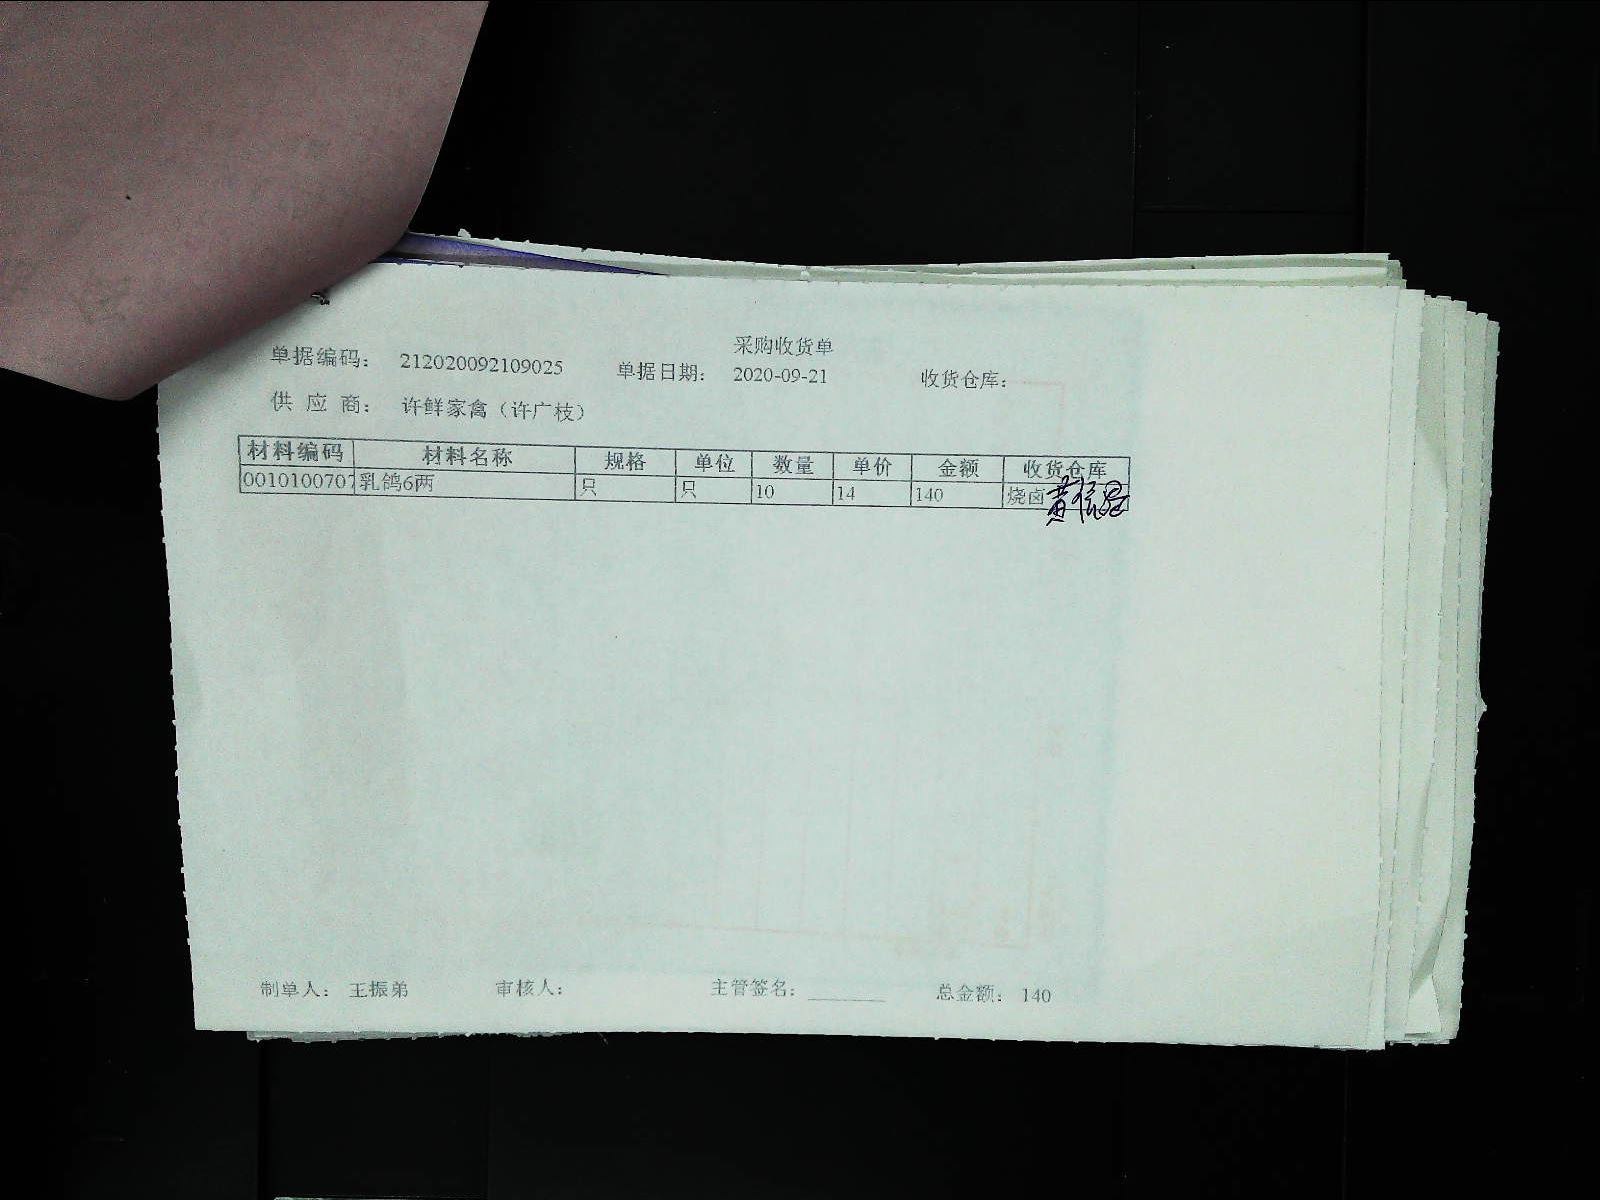 采购收货单
单据编码： 212020092109025 单据日期： 2020-09-21 收货仓库：
供 应 商： 许鲜家禽（许广枝）
材料编码 材料名称 规格 单位 数量 单价 金额 收货仓库
0010100707 乳鸽6两 只 只 10 14 140 烧卤
制单人： 王振弟 审核人： 主管签名：________ 总金额： 140